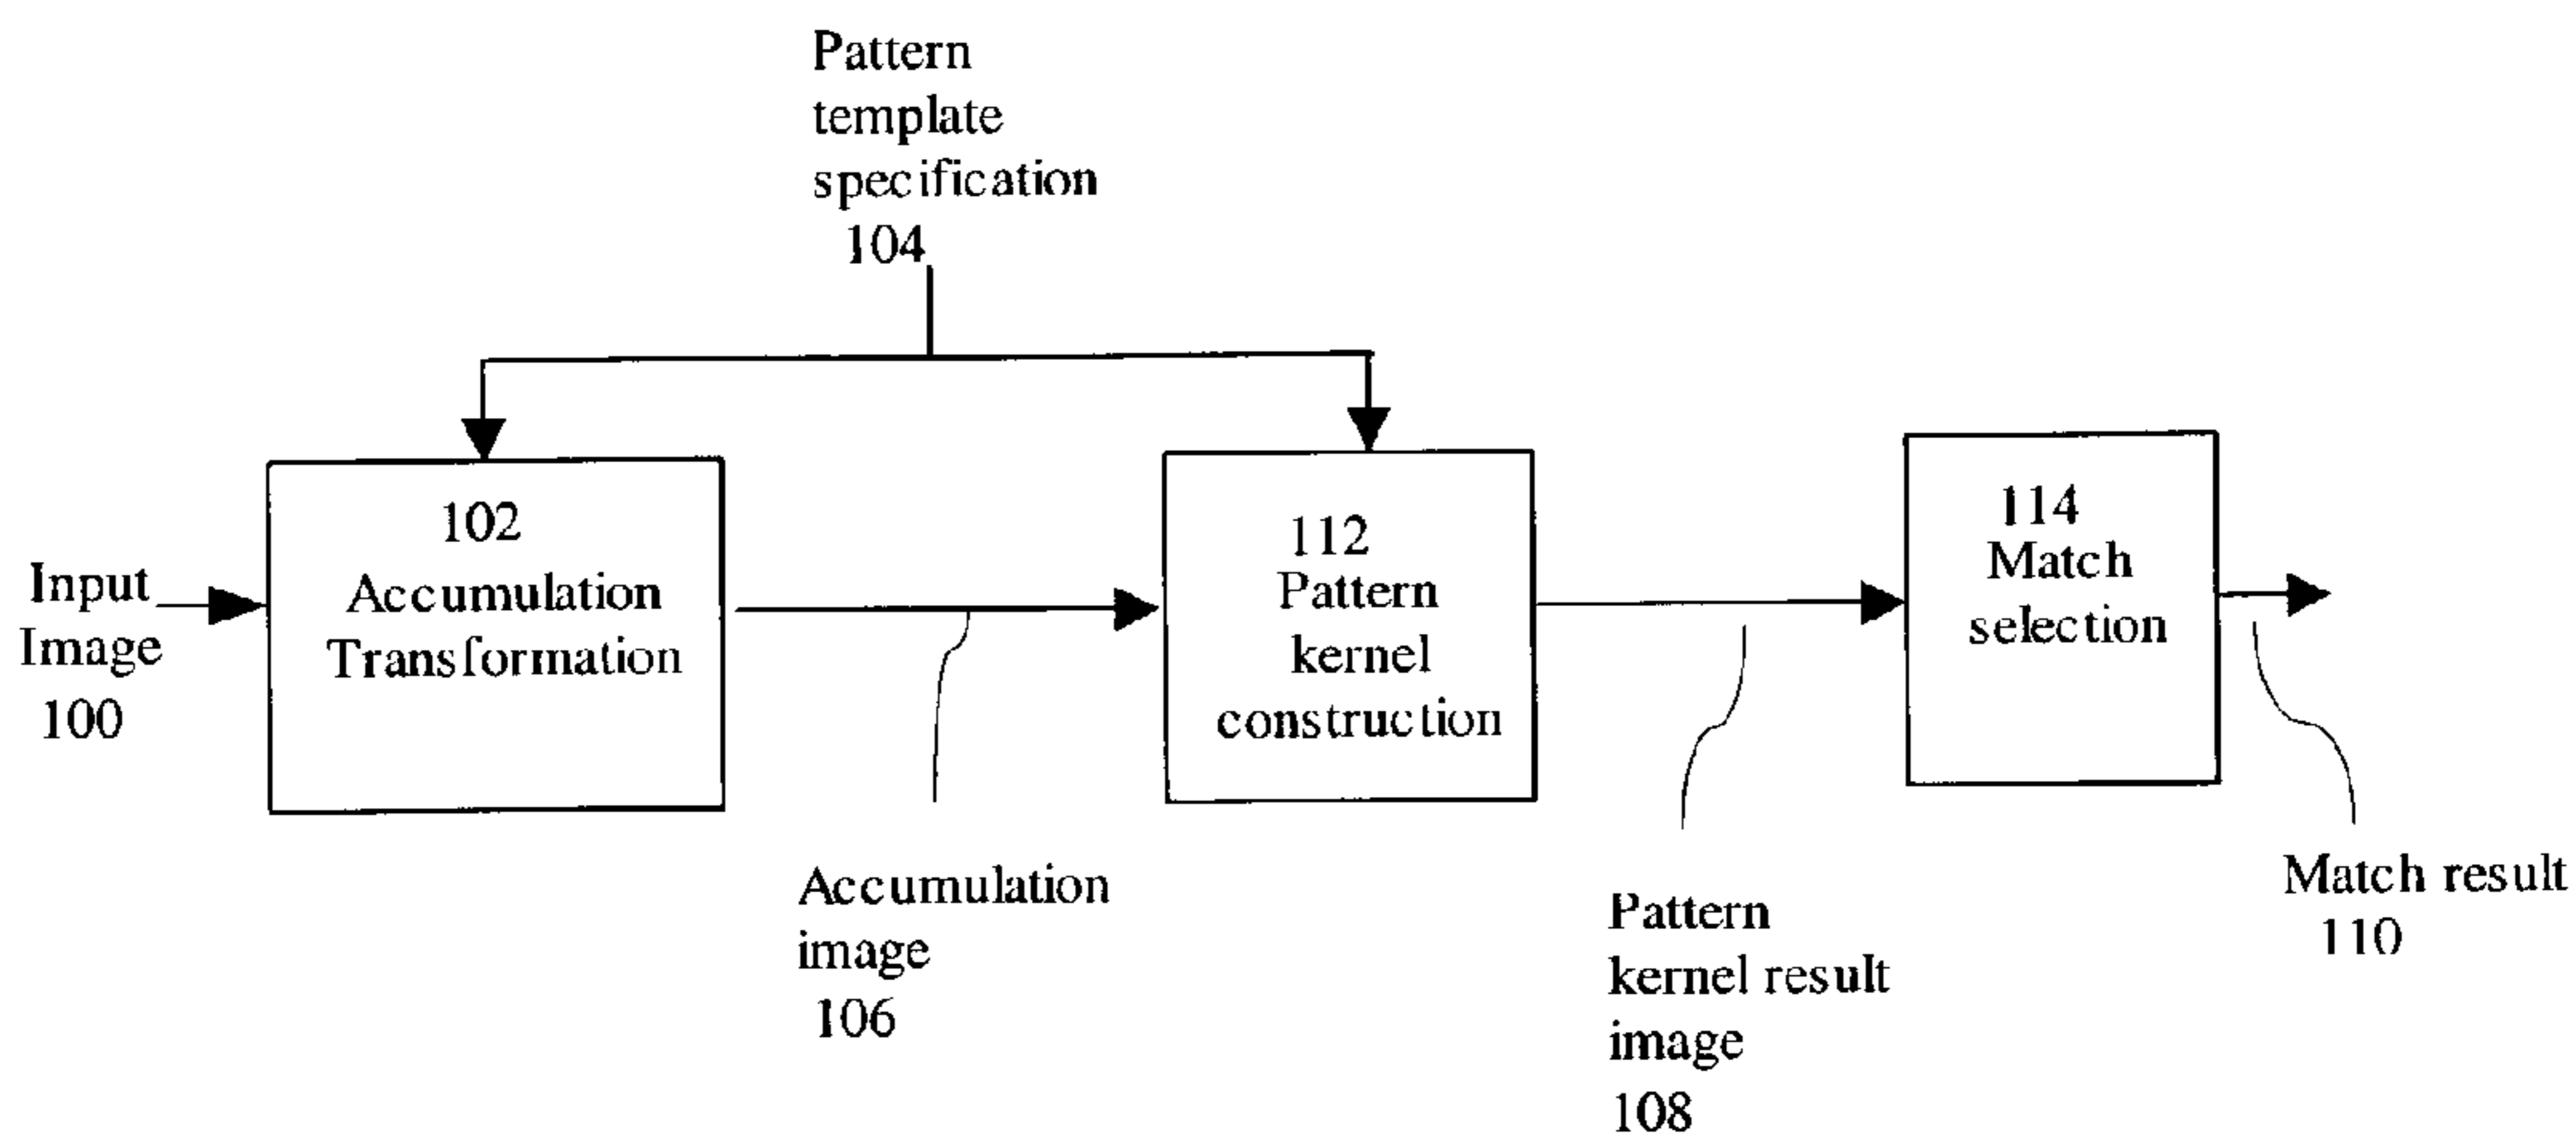 Pattern
template
specification
104
Input
Image
100
102
Accumulation
Transformation
112
Pattern
kernel
construction
114
Match
selection
Accumulation
image
106
Pattern
kernel result
image
108
Match result
110